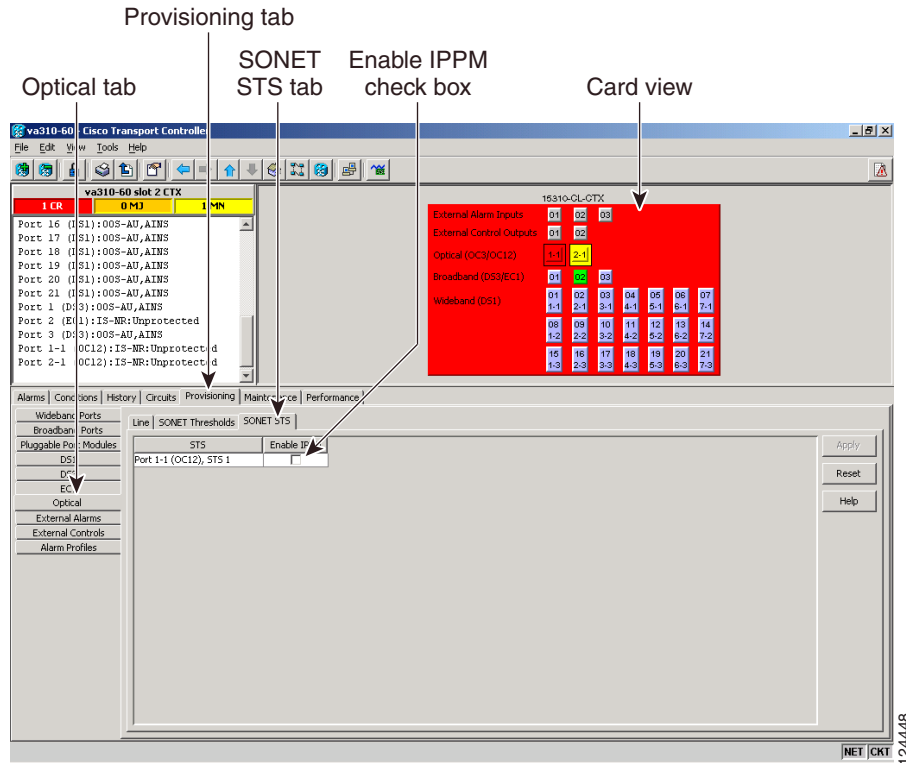 Provisioning tab
Optical tab
SONET
STS tab
Enable IPPM
check box
Card view
va310-60 - Cisco Transport Controller
File Edit View Tools Help
va310-60 slot 2 CTX
1 CR 0 MJ 1 MN
Port 16 (DS1):OOS-AU,AINS
Port 17 (DS1):OOS-AU,AINS
Port 18 (DS1):OOS-AU,AINS
Port 19 (DS1):OOS-AU,AINS
Port 20 (DS1):OOS-AU,AINS
Port 21 (DS1):OOS-AU,AINS
Port 1 (DS3):OOS-AU,AINS
Port 2 (EC1):IS-NR:Unprotected
Port 3 (DS3):OOS-AU,AINS
Port 1-1 (OC12):IS-NR:Unprotected
Port 2-1 (OC12):IS-NR:Unprotected
15310-CL-CTX
External Alarm Inputs 01 02 03
External Control Outputs 01 02
Optical (OC3/OC12) 1-1 2-1
Broadband (DS3/EC1) 01 02 03
Wideband (DS1) 01 02 03 04 05 06 07
1-1 2-1 3-1 4-1 5-1 6-1 7-1
08 09 10 11 12 13 14
1-2 2-2 3-2 4-2 5-2 6-2 7-2
15 16 17 18 19 20 21
1-3 2-3 3-3 4-3 5-3 6-3 7-3
Alarms Conditions History Circuits Provisioning Maintenance Performance
Wideband Ports
Broadband Ports
Pluggable Port Modules
DS1
DS3
EC1
Optical
External Alarms
External Controls
Alarm Profiles
Line SONET Thresholds SONET STS
STS Enable IPPM
Port 1-1 (OC12), STS 1
Apply
Reset
Help
NET CKT
124448